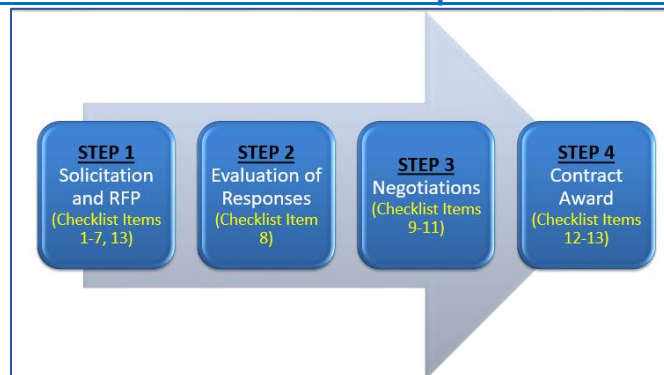 STEP 1
Solicitation
and RFP
(Checklist Items
1-7, 13)
STEP 2
Evaluation of
Responses
(Checklist Item
8)
STEP 3
Negotiations
(Checklist Items
9-11)
STEP 4
Contract
Award
(Checklist Items
12-13)